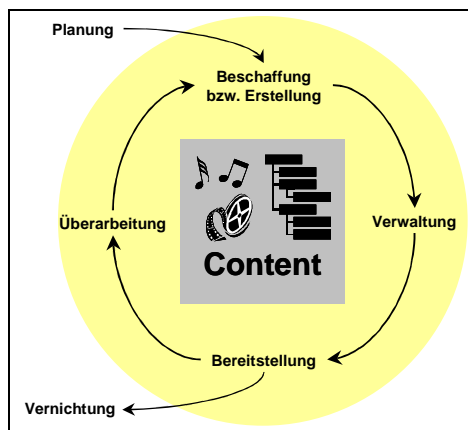 Planung
Beschaffung
bzw. Erstellung
Überarbeitung
Verwaltung
Content
Bereitstellung
Vernichtung